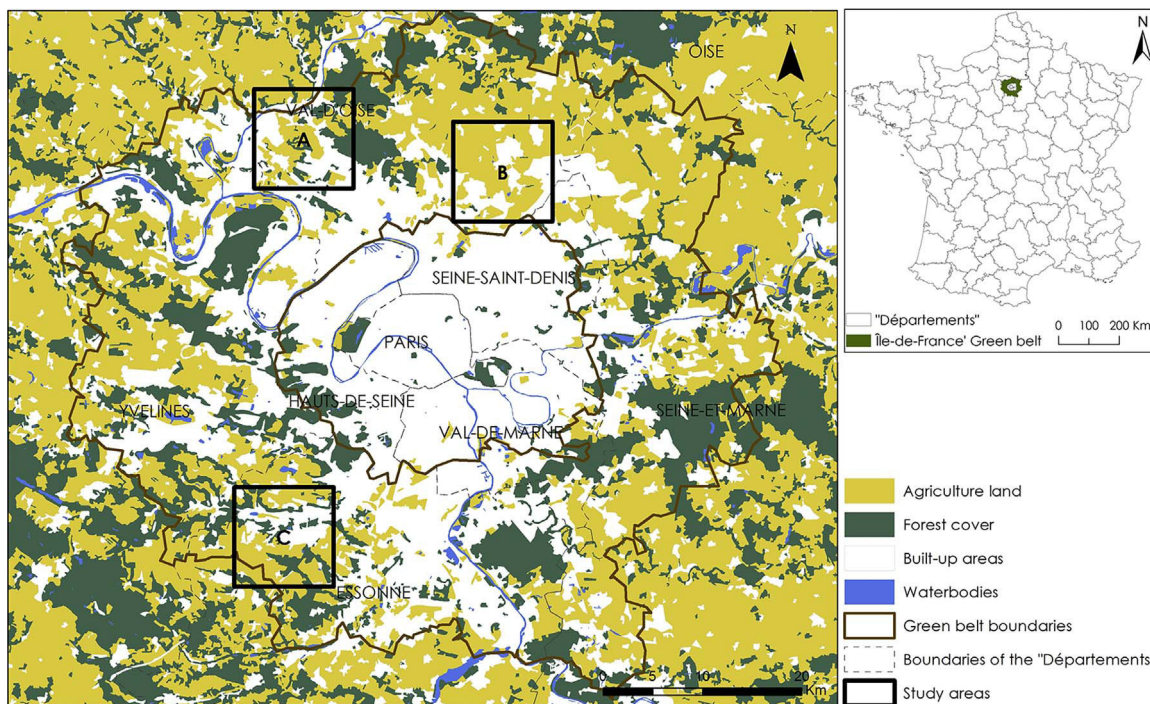 N
OISE
VAL-D'OISE
A
B
SEINE-SAINT-DENIS
PARIS
YVELINES
HAUTS-DE-SEINE
SEINE-ET-MARNE
VAL-DE-MARNE
C
ESSONNE
0 5 10 20
Km
N
"Départements"
Île-de-France' Green belt
0 100 200 Km
Agriculture land
Forest cover
Built-up areas
Waterbodies
Green belt boundaries
Boundaries of the "Départements
Study areas